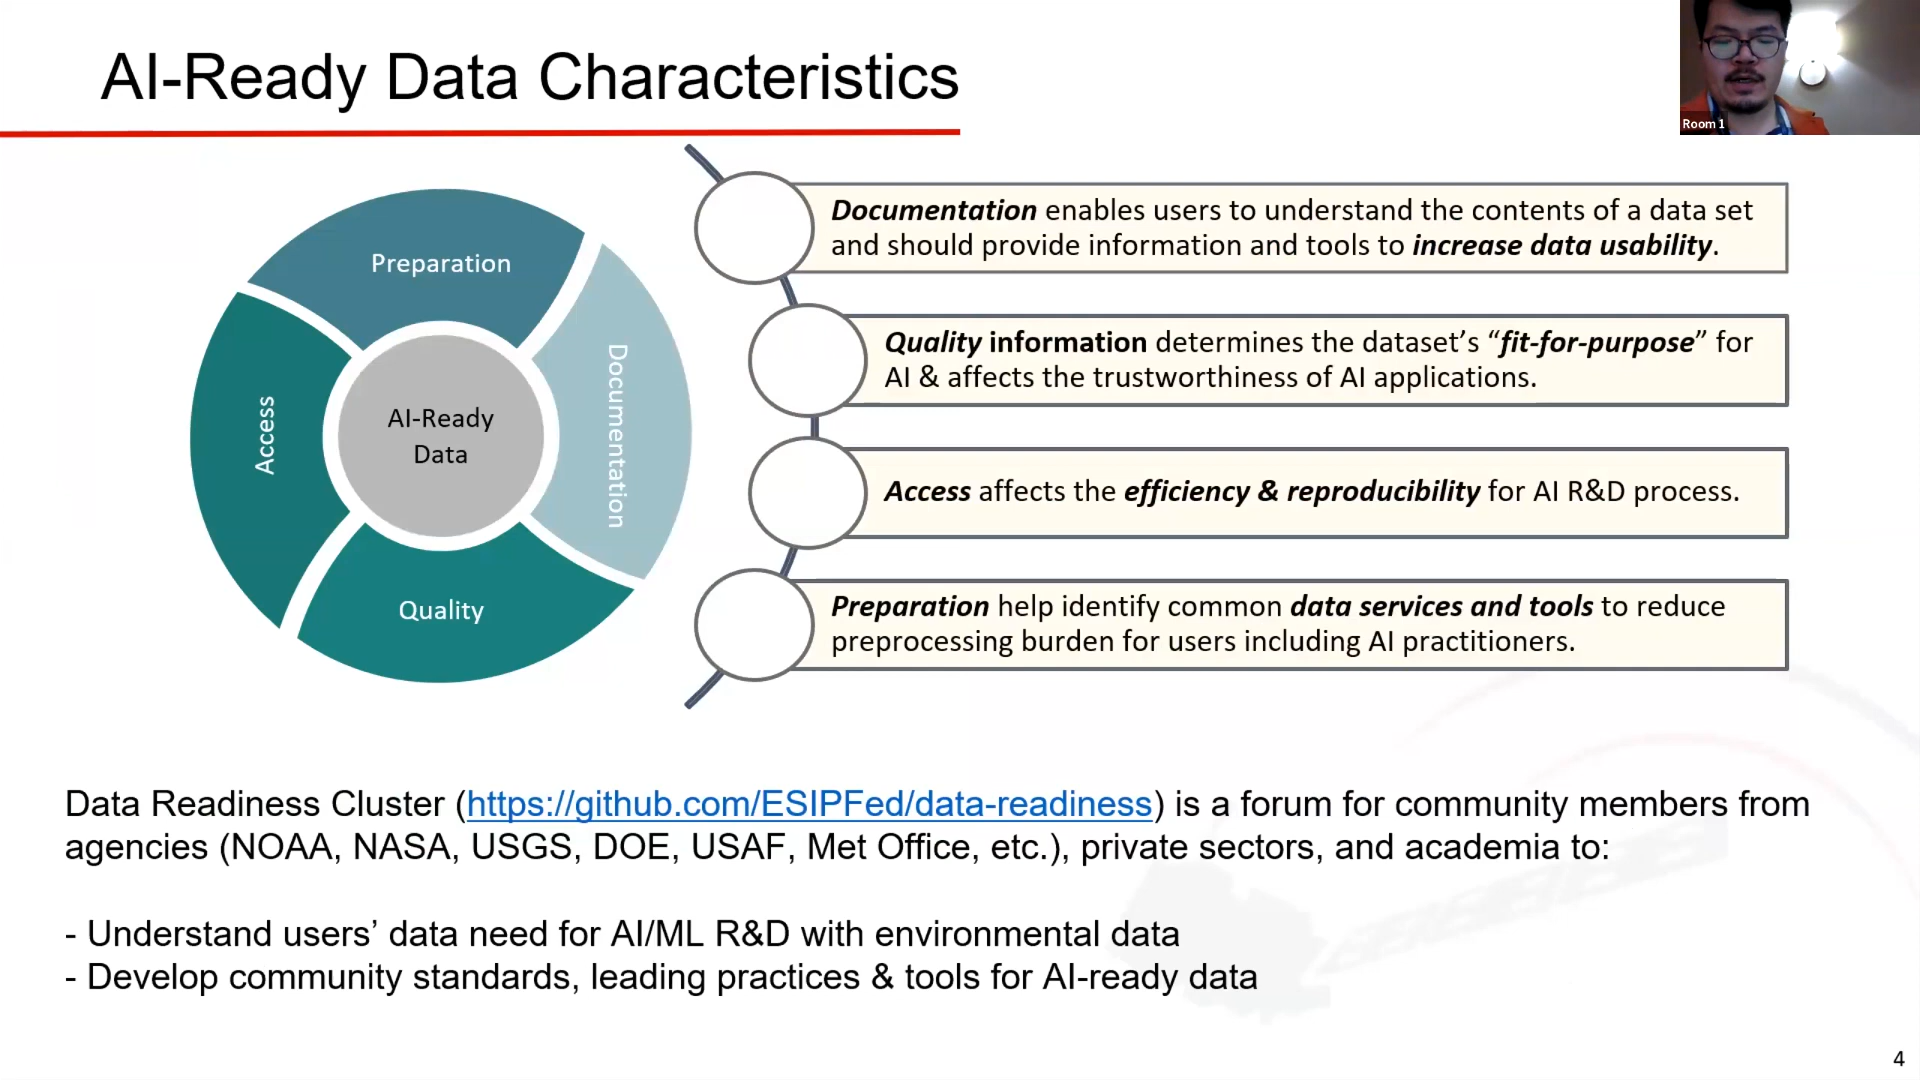 AI-Ready Data Characteristics
Room 1
Preparation
Documentation
Access
AI-Ready
Data
Quality
Documentation enables users to understand the contents of a data set
and should provide information and tools to increase data usability.
Quality information determines the dataset’s “fit-for-purpose” for
AI & affects the trustworthiness of AI applications.
Access affects the efficiency & reproducibility for AI R&D process.
Preparation help identify common data services and tools to reduce
preprocessing burden for users including AI practitioners.
Data Readiness Cluster (https://github.com/ESIPFed/data-readiness) is a forum for community members from
agencies (NOAA, NASA, USGS, DOE, USAF, Met Office, etc.), private sectors, and academia to:
- Understand users’ data need for AI/ML R&D with environmental data
- Develop community standards, leading practices & tools for AI-ready data
4